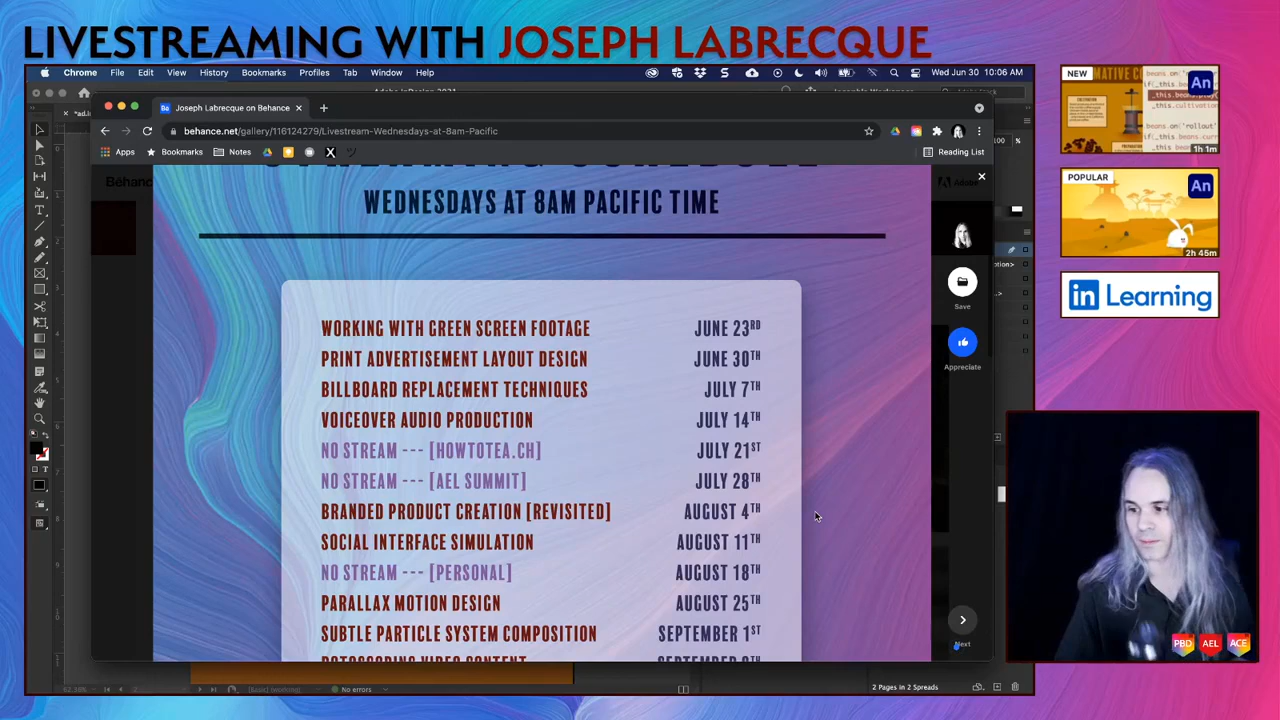 LIVESTREAMING WITH JOSEPH LABRECQUE
Chrome File Edit View History Bookmarks Profiles Tab Window Help
Wed Jun 30 10:06 AM
Joseph Labrecque on Behance
behance.net/gallery/116124279/Livestream-Wednesdays-at-8am-Pacific
Apps Bookmarks Notes Reading List
WEDNESDAYS AT 8AM PACIFIC TIME
WORKING WITH GREEN SCREEN FOOTAGE JUNE 23RD
PRINT ADVERTISEMENT LAYOUT DESIGN JUNE 30TH
BILLBOARD REPLACEMENT TECHNIQUES JULY 7TH
VOICEOVER AUDIO PRODUCTION JULY 14TH
NO STREAM --- [HOWTOTEA.CH] JULY 21ST
NO STREAM --- [AEL SUMMIT] JULY 28TH
BRANDED PRODUCT CREATION [REVISITED] AUGUST 4TH
SOCIAL INTERFACE SIMULATION AUGUST 11TH
NO STREAM --- [PERSONAL] AUGUST 18TH
PARALLAX MOTION DESIGN AUGUST 25TH
SUBTLE PARTICLE SYSTEM COMPOSITION SEPTEMBER 1ST
Save
Appreciate
Next
No errors
2 Pages in 2 Spreads
NEW
An
1h 1m
POPULAR
An
2h 45m
in Learning
PBD AEL ACE